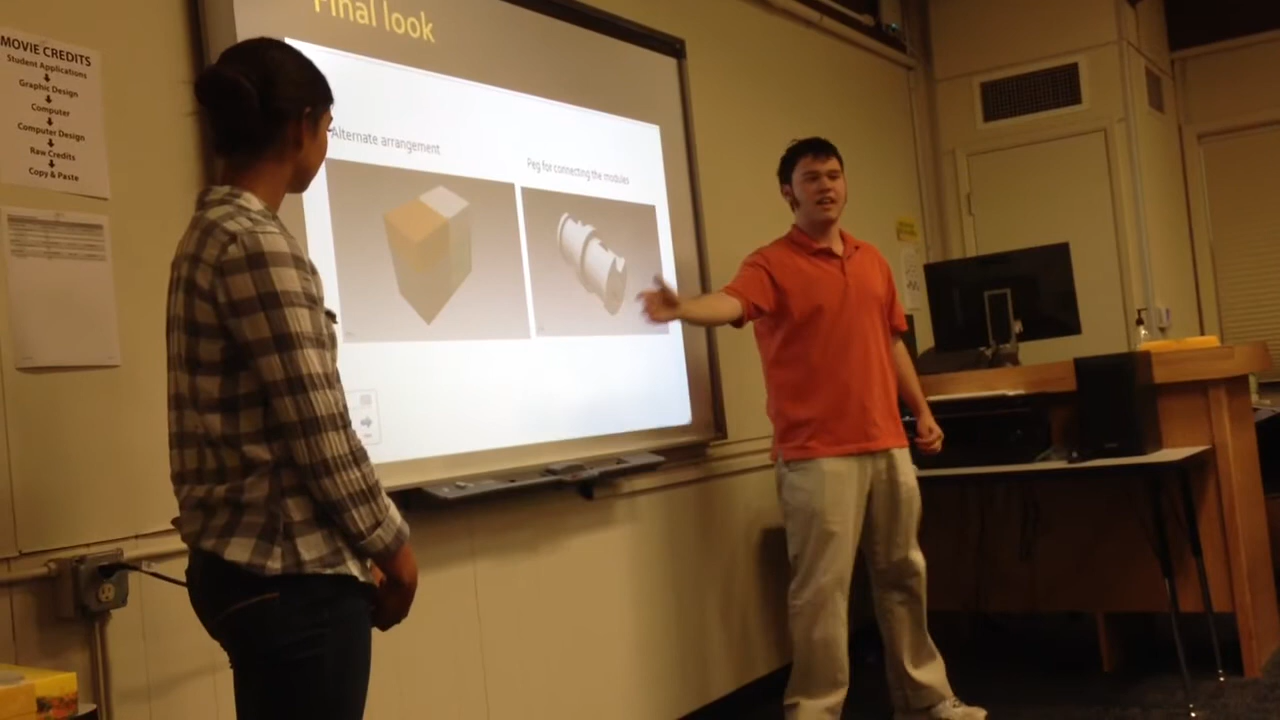 MOVIE CREDITS
Student Applications
Graphic Design
Computer
Computer Design
Raw Credits
Copy & Paste
Final look
Alternate arrangement
Peg for connecting the modules